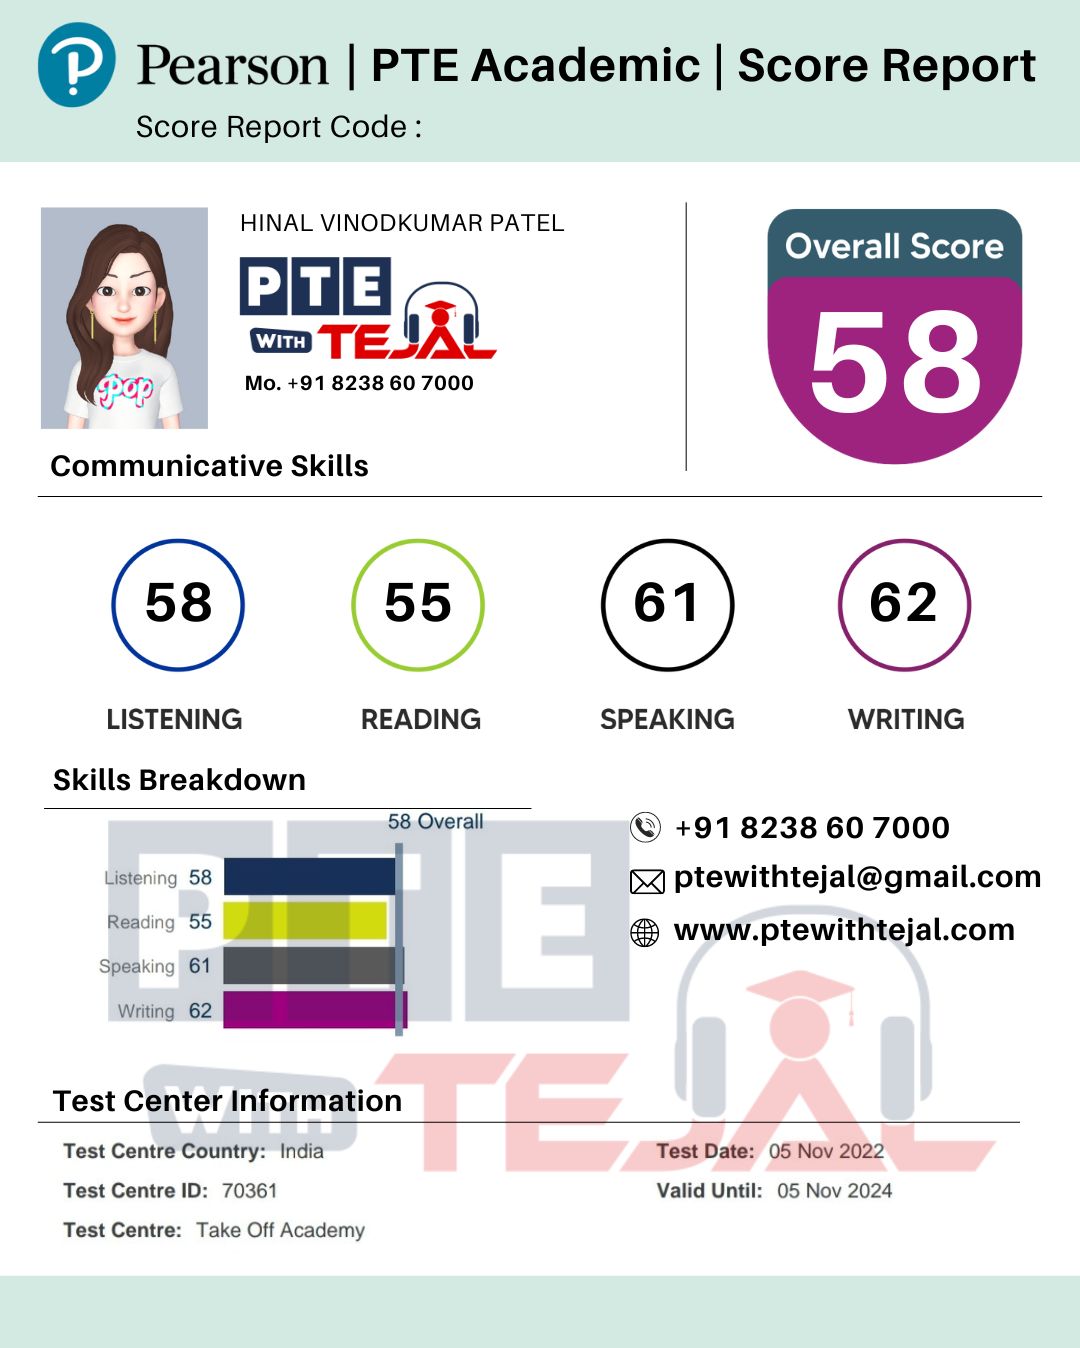 Pearson | PTE Academic | Score Report
Score Report Code :
HINAL VINODKUMAR PATEL
PTE
WITH TEJAL
Mo. +91 8238 60 7000
Pop
Overall Score
58
Communicative Skills
58 55 61 62
LISTENING READING SPEAKING WRITING
Skills Breakdown
58 Overall
Listening 58
Reading 55
Speaking 61
Writing 62
+91 8238 60 7000
ptewithtejal@gmail.com
www.ptewithtejal.com
PTE
WITH TEJAL
Test Center Information
Test Centre Country: India
Test Date: 05 Nov 2022
Test Centre ID: 70361
Valid Until: 05 Nov 2024
Test Centre: Take Off Academy